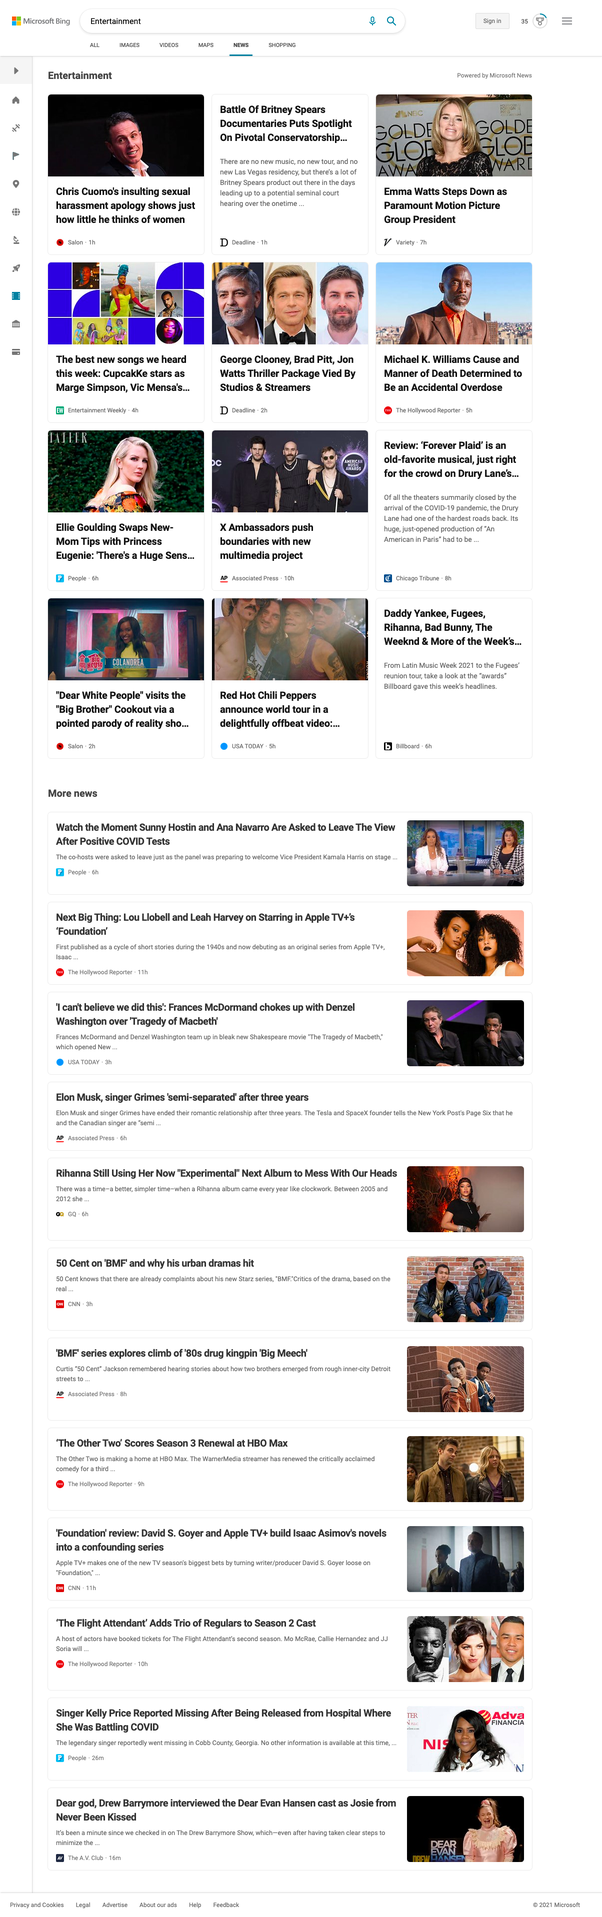 Microsoft Bing
Entertainment
Sign in
35
ALL
IMAGES
VIDEOS
MAPS
NEWS
SHOPPING
Entertainment
Powered by Microsoft News
Chris Cuomo's insulting sexual
harassment apology shows just
how little he thinks of women
Salon · 1h
Battle Of Britney Spears
Documentaries Puts Spotlight
On Pivotal Conservatorship...
There are no new music, no new tour, and no
new Las Vegas residency, but there's a lot of
Britney Spears product out there in the days
leading up to a potential seminal court
hearing over the onetime ...
Deadline · 1h
GOLDE
GLOB
AWARD
Emma Watts Steps Down as
Paramount Motion Picture
Group President
Variety · 7h
The best new songs we heard
this week: CupcakKe stars as
Marge Simpson, Vic Mensa's...
Entertainment Weekly · 4h
George Clooney, Brad Pitt, Jon
Watts Thriller Package Vied By
Studios & Streamers
Deadline · 2h
Michael K. Williams Cause and
Manner of Death Determined to
Be an Accidental Overdose
The Hollywood Reporter · 5h
TATLER
Ellie Goulding Swaps New-
Mom Tips with Princess
Eugenie: 'There's a Huge Sens...
People · 6h
AMERICAN
MUSIC
AWARDS
X Ambassadors push
boundaries with new
multimedia project
AP Associated Press · 10h
Review: 'Forever Plaid' is an
old-favorite musical, just right
for the crowd on Drury Lane's...
Of all the theaters summarily closed by the
arrival of the COVID-19 pandemic, the Drury
Lane had one of the hardest roads back. Its
huge, just-opened production of "An
American in Paris" had to be ...
Chicago Tribune · 8h
COLANDREA
"Dear White People" visits the
"Big Brother" Cookout via a
pointed parody of reality sho...
Salon · 2h
Red Hot Chili Peppers
announce world tour in a
delightfully offbeat video:...
USA TODAY · 5h
Daddy Yankee, Fugees,
Rihanna, Bad Bunny, The
Weeknd & More of the Week's...
From Latin Music Week 2021 to the Fugees'
reunion tour, take a look at the "awards"
Billboard gave this week's headlines.
Billboard · 6h
More news
Watch the Moment Sunny Hostin and Ana Navarro Are Asked to Leave The View
After Positive COVID Tests
The co-hosts were asked to leave just as the panel was preparing to welcome Vice President Kamala Harris on stage ...
People · 6h
Next Big Thing: Lou Llobell and Leah Harvey on Starring in Apple TV+'s
'Foundation'
First published as a cycle of short stories during the 1940s and now debuting as an original series from Apple TV+,
Isaac ...
The Hollywood Reporter · 11h
'I can't believe we did this': Frances McDormand chokes up with Denzel
Washington over 'Tragedy of Macbeth'
Frances McDormand and Denzel Washington team up in bleak new Shakespeare movie "The Tragedy of Macbeth,"
which opened New ...
USA TODAY · 3h
Elon Musk, singer Grimes 'semi-separated' after three years
Elon Musk and singer Grimes have ended their romantic relationship after three years. The Tesla and SpaceX founder tells the New York Post's Page Six that he
and the Canadian singer are "semi ...
AP Associated Press · 6h
Rihanna Still Using Her Now "Experimental" Next Album to Mess With Our Heads
There was a time—a better, simpler time—when a Rihanna album came every year like clockwork. Between 2005 and
2012 she ...
GQ · 6h
50 Cent on 'BMF' and why his urban dramas hit
50 Cent knows that there are already complaints about his new Starz series, "BMF."Critics of the drama, based on the
real ...
CNN · 3h
'BMF' series explores climb of '80s drug kingpin 'Big Meech'
Curtis "50 Cent" Jackson remembered hearing stories about how two brothers emerged from rough inner-city Detroit
streets to ...
AP Associated Press · 8h
'The Other Two' Scores Season 3 Renewal at HBO Max
The Other Two is making a home at HBO Max. The WarnerMedia streamer has renewed the critically acclaimed
comedy for a third ...
The Hollywood Reporter · 9h
'Foundation' review: David S. Goyer and Apple TV+ build Isaac Asimov's novels
into a confounding series
Apple TV+ makes one of the new TV season's biggest bets by turning writer/producer David S. Goyer loose on
"Foundation," ...
CNN · 11h
'The Flight Attendant' Adds Trio of Regulars to Season 2 Cast
A host of actors have booked tickets for The Flight Attendant's second season. Mo McRae, Callie Hernandez and JJ
Soria will ...
The Hollywood Reporter · 10h
Singer Kelly Price Reported Missing After Being Released from Hospital Where
She Was Battling COVID
The legendary singer reportedly went missing in Cobb County, Georgia. No other information is available at this time, ...
People · 26m
Adva
FINANCIA
NIS
Dear god, Drew Barrymore interviewed the Dear Evan Hansen cast as Josie from
Never Been Kissed
It's been a minute since we checked in on The Drew Barrymore Show, which—even after having taken clear steps to
minimize the ...
The A.V. Club · 16m
DEAR
EVAN
HANSEN
DREW
Privacy and Cookies
Legal
Advertise
About our ads
Help
Feedback
© 2021 Microsoft